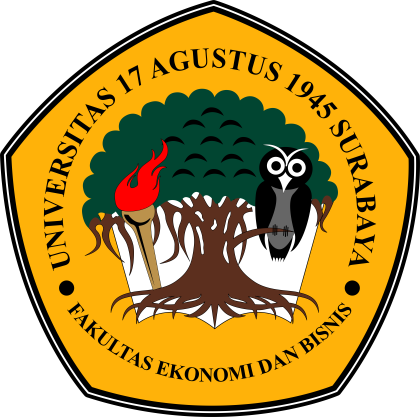 UNIVERSITAS 17 AGUSTUS 1945 SURABAYA
FAKULTAS EKONOMI DAN BISNIS